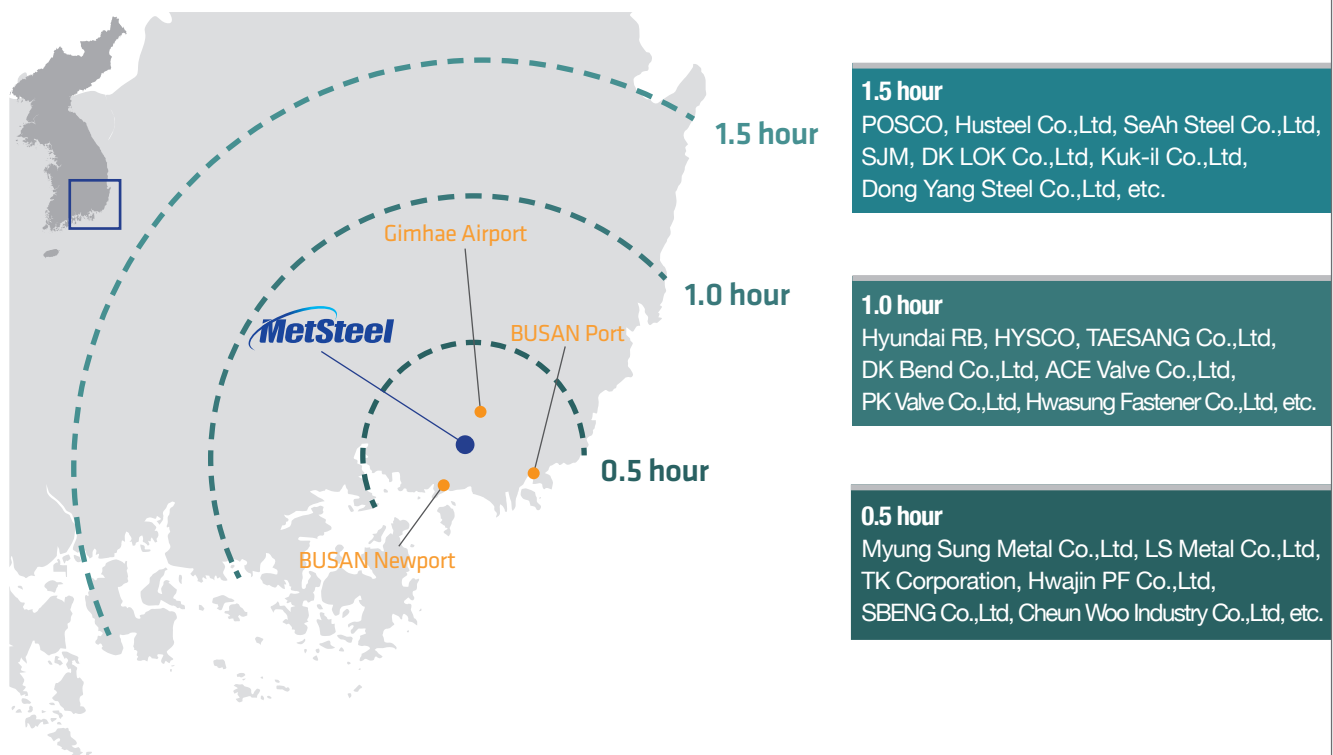 1.5 hour
Gimhae Airport
1.0 hour
MetSteel
BUSAN Port
0.5 hour
BUSAN Newport
1.5 hour
POSCO, Husteel Co.,Ltd, SeAh Steel Co.,Ltd,
SJM, DK LOK Co.,Ltd, Kuk-il Co.,Ltd,
Dong Yang Steel Co.,Ltd, etc.
1.0 hour
Hyundai RB, HYSCO, TAESANG Co.,Ltd,
DK Bend Co.,Ltd, ACE Valve Co.,Ltd,
PK Valve Co.,Ltd, Hwasung Fastener Co.,Ltd, etc.
0.5 hour
Myung Sung Metal Co.,Ltd, LS Metal Co.,Ltd,
TK Corporation, Hwajin PF Co.,Ltd,
SBENG Co.,Ltd, Cheun Woo Industry Co.,Ltd, etc.